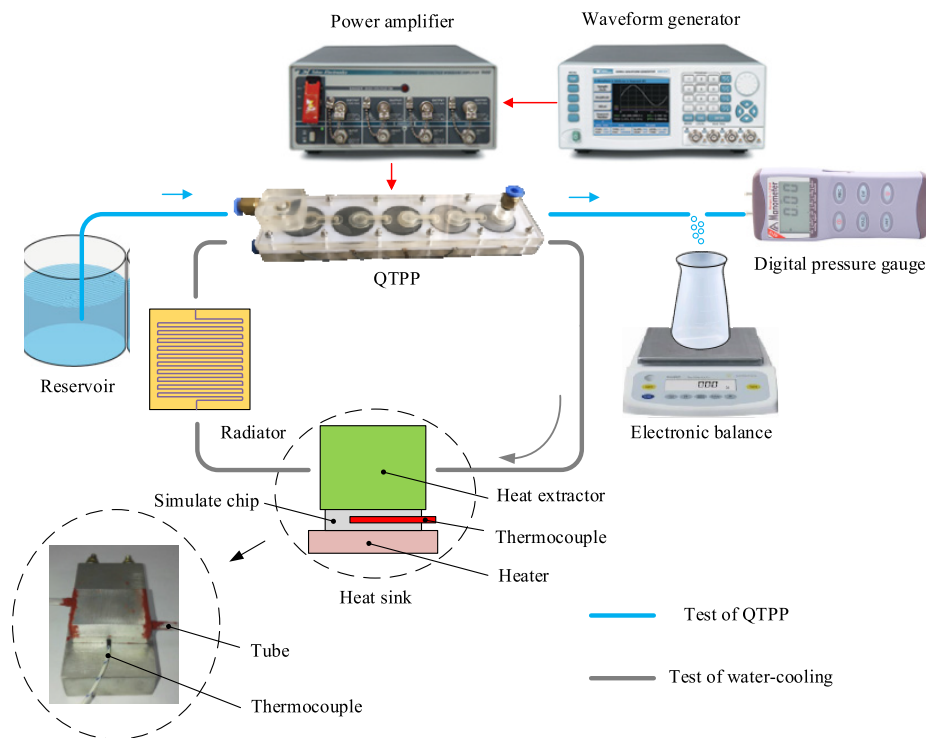 Power amplifier
Waveform generator
Manometer
QTPP
Digital pressure gauge
Reservoir
Radiator
Electronic balance
Simulate chip
Heat extractor
Thermocouple
Heater
Heat sink
Test of QTPP
Tube
Test of water-cooling
Thermocouple